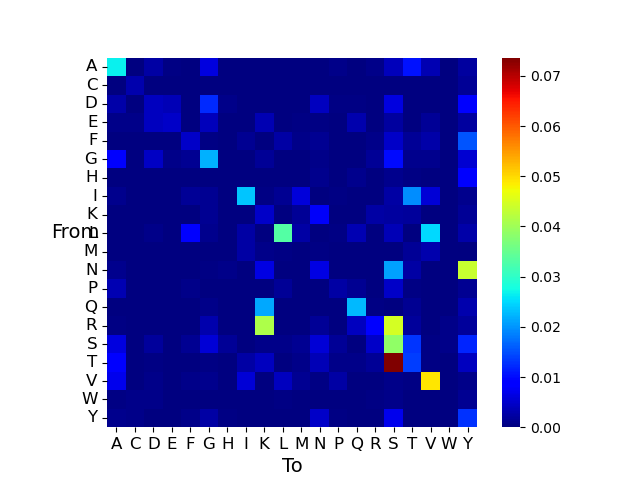 A
C
D
E
F
G
H
I
K
L
M
N
P
Q
R
S
T
V
W
Y
From
A C D E F G H I K L M N P Q R S T V W Y
To
0.07
0.06
0.05
0.04
0.03
0.02
0.01
0.00